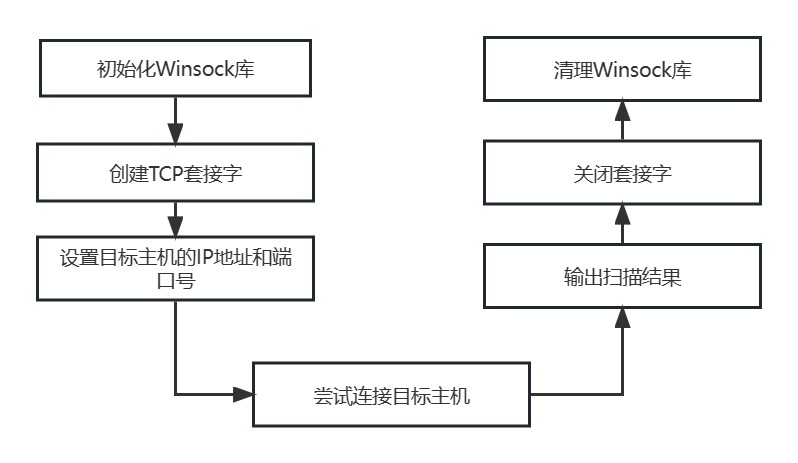 初始化Winsock库
创建TCP套接字
设置目标主机的IP地址和端
口号
尝试连接目标主机
输出扫描结果
关闭套接字
清理Winsock库